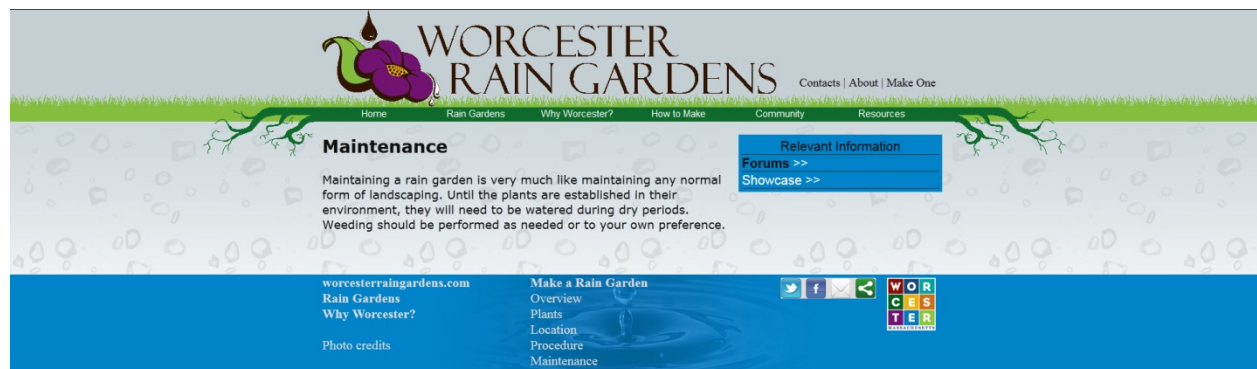 WORCESTER
RAIN GARDENS
Contacts | About | Make One
Home Rain Gardens Why Worcester? How to Make Community Resources
Maintenance
Maintaining a rain garden is very much like maintaining any normal
form of landscaping. Until the plants are established in their
environment, they will need to be watered during dry periods.
Weeding should be performed as needed or to your own preference.
Relevant Information
Forums >>
Showcase >>
worcesterraingardens.com
Rain Gardens
Why Worcester?
Photo credits
Make a Rain Garden
Overview
Plants
Location
Procedure
Maintenance
f
WOR
CES
TER
MASSACHUSETTS